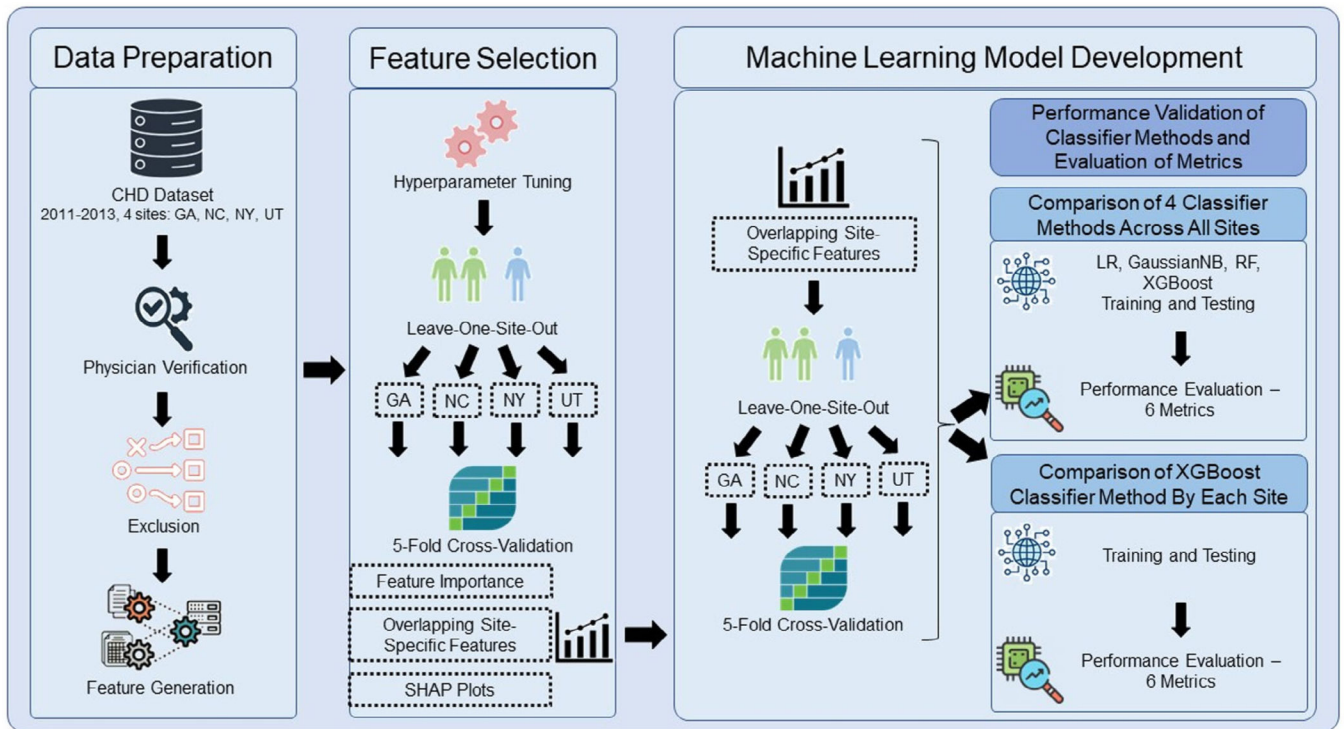 Data Preparation
CHD Dataset
2011-2013, 4 sites: GA, NC, NY, UT
Physician Verification
Exclusion
Feature Generation
Feature Selection
Hyperparameter Tuning
Leave-One-Site-Out
GA
NC
NY
UT
5-Fold Cross-Validation
Feature Importance
Overlapping Site-
Specific Features
SHAP Plots
Machine Learning Model Development
Overlapping Site-
Specific Features
Leave-One-Site-Out
GA
NC
NY
UT
5-Fold Cross-Validation
Performance Validation of
Classifier Methods and
Evaluation of Metrics
Comparison of 4 Classifier
Methods Across All Sites
LR, GaussianNB, RF,
XGBoost
Training and Testing
Performance Evaluation –
6 Metrics
Comparison of XGBoost
Classifier Method By Each Site
Training and Testing
Performance Evaluation –
6 Metrics